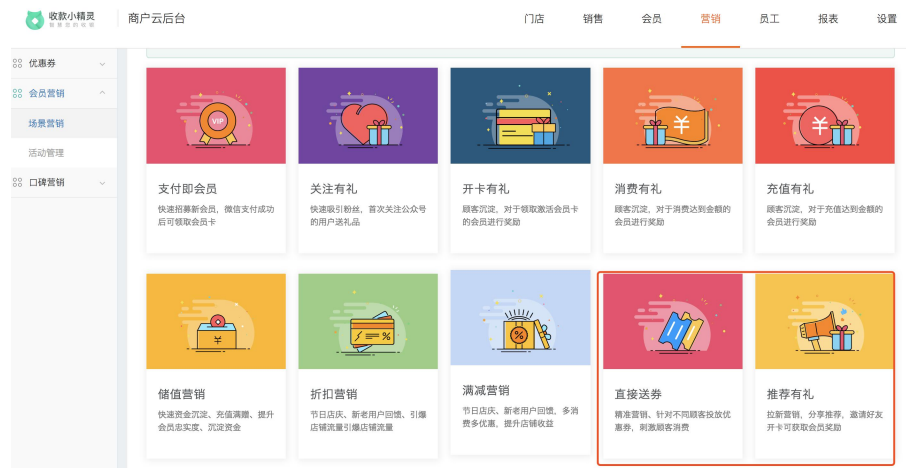 收款小精灵
商户云后台
门店 销售 会员 营销 员工 报表 设置
优惠券
会员营销
场景营销
活动管理
口碑营销
VIP
支付即会员
快速招募新会员，微信支付成功
后可领取会员卡
关注有礼
快速吸引粉丝，首次关注公众号
的用户送礼品
开卡有礼
顾客沉淀，对于领取激活会员卡
的会员进行奖励
¥
消费有礼
顾客沉淀，对于消费达到金额的
会员进行奖励
¥
充值有礼
顾客沉淀，对于充值达到金额的
会员进行奖励
¥
储值营销
快速资金沉淀、充值满赠、提升
会员忠实度、沉淀资金
%
折扣营销
节日店庆、新老用户回馈、引爆
店铺流量引爆店铺流量
%
满减营销
节日店庆、新老用户回馈，多消
费多优惠，提升店铺收益
直接送券
精准营销、针对不同顾客投放优
惠券，刺激顾客消费
推荐有礼
拉新营销，分享推荐，邀请好友
开卡可获取会员奖励